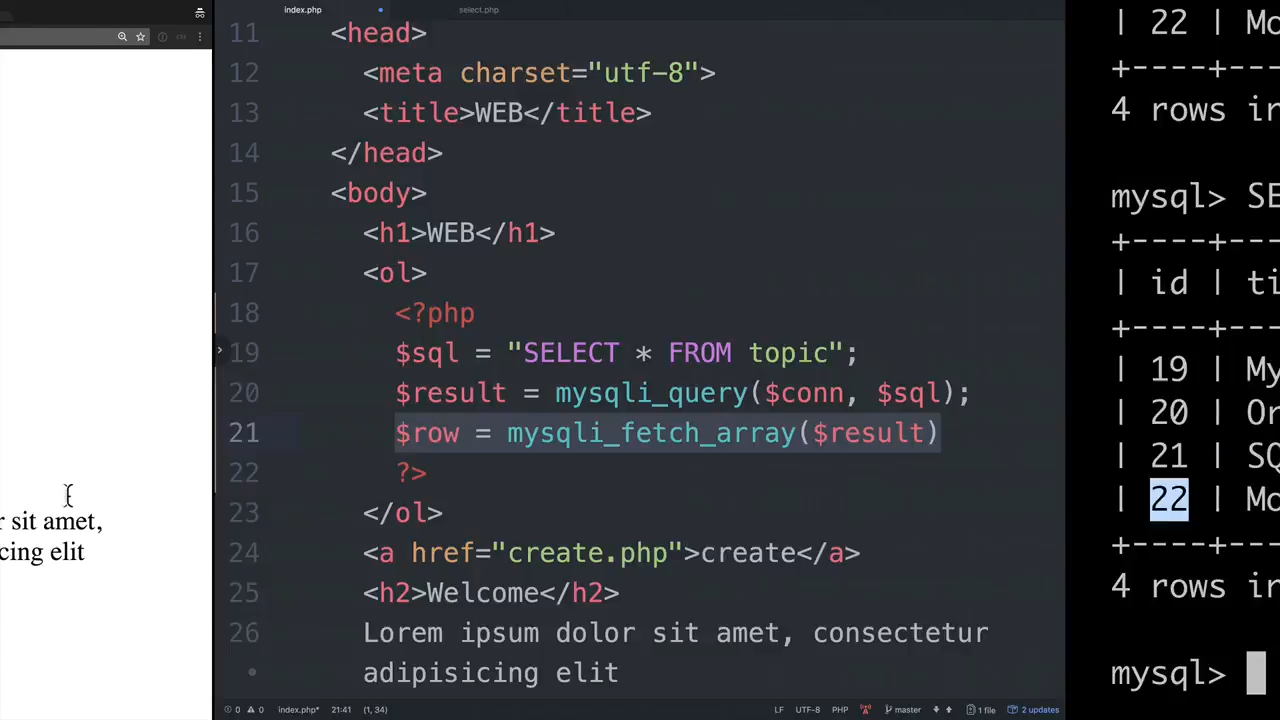 index.php
select.php
11 <head>
12 <meta charset="utf-8">
13 <title>WEB</title>
14 </head>
15 <body>
16 <h1>WEB</h1>
17 <ol>
18 <?php
19 $sql = "SELECT * FROM topic";
20 $result = mysqli_query($conn, $sql);
21 $row = mysqli_fetch_array($result)
22 ?>
23 </ol>
24 <a href="create.php">create</a>
25 <h2>Welcome</h2>
26 Lorem ipsum dolor sit amet, consectetur
• adipisicing elit
0 0 index.php* 21:41 (1, 34) LF UTF-8 PHP master 1 file 2 updates
r sit amet,
cing elit
| 22 | Mo
+----+---
4 rows in
mysql> SE
+----+---
| id | ti
+----+---
| 19 | My
| 20 | Or
| 21 | SQ
| 22 | Mo
+----+---
4 rows in
mysql>